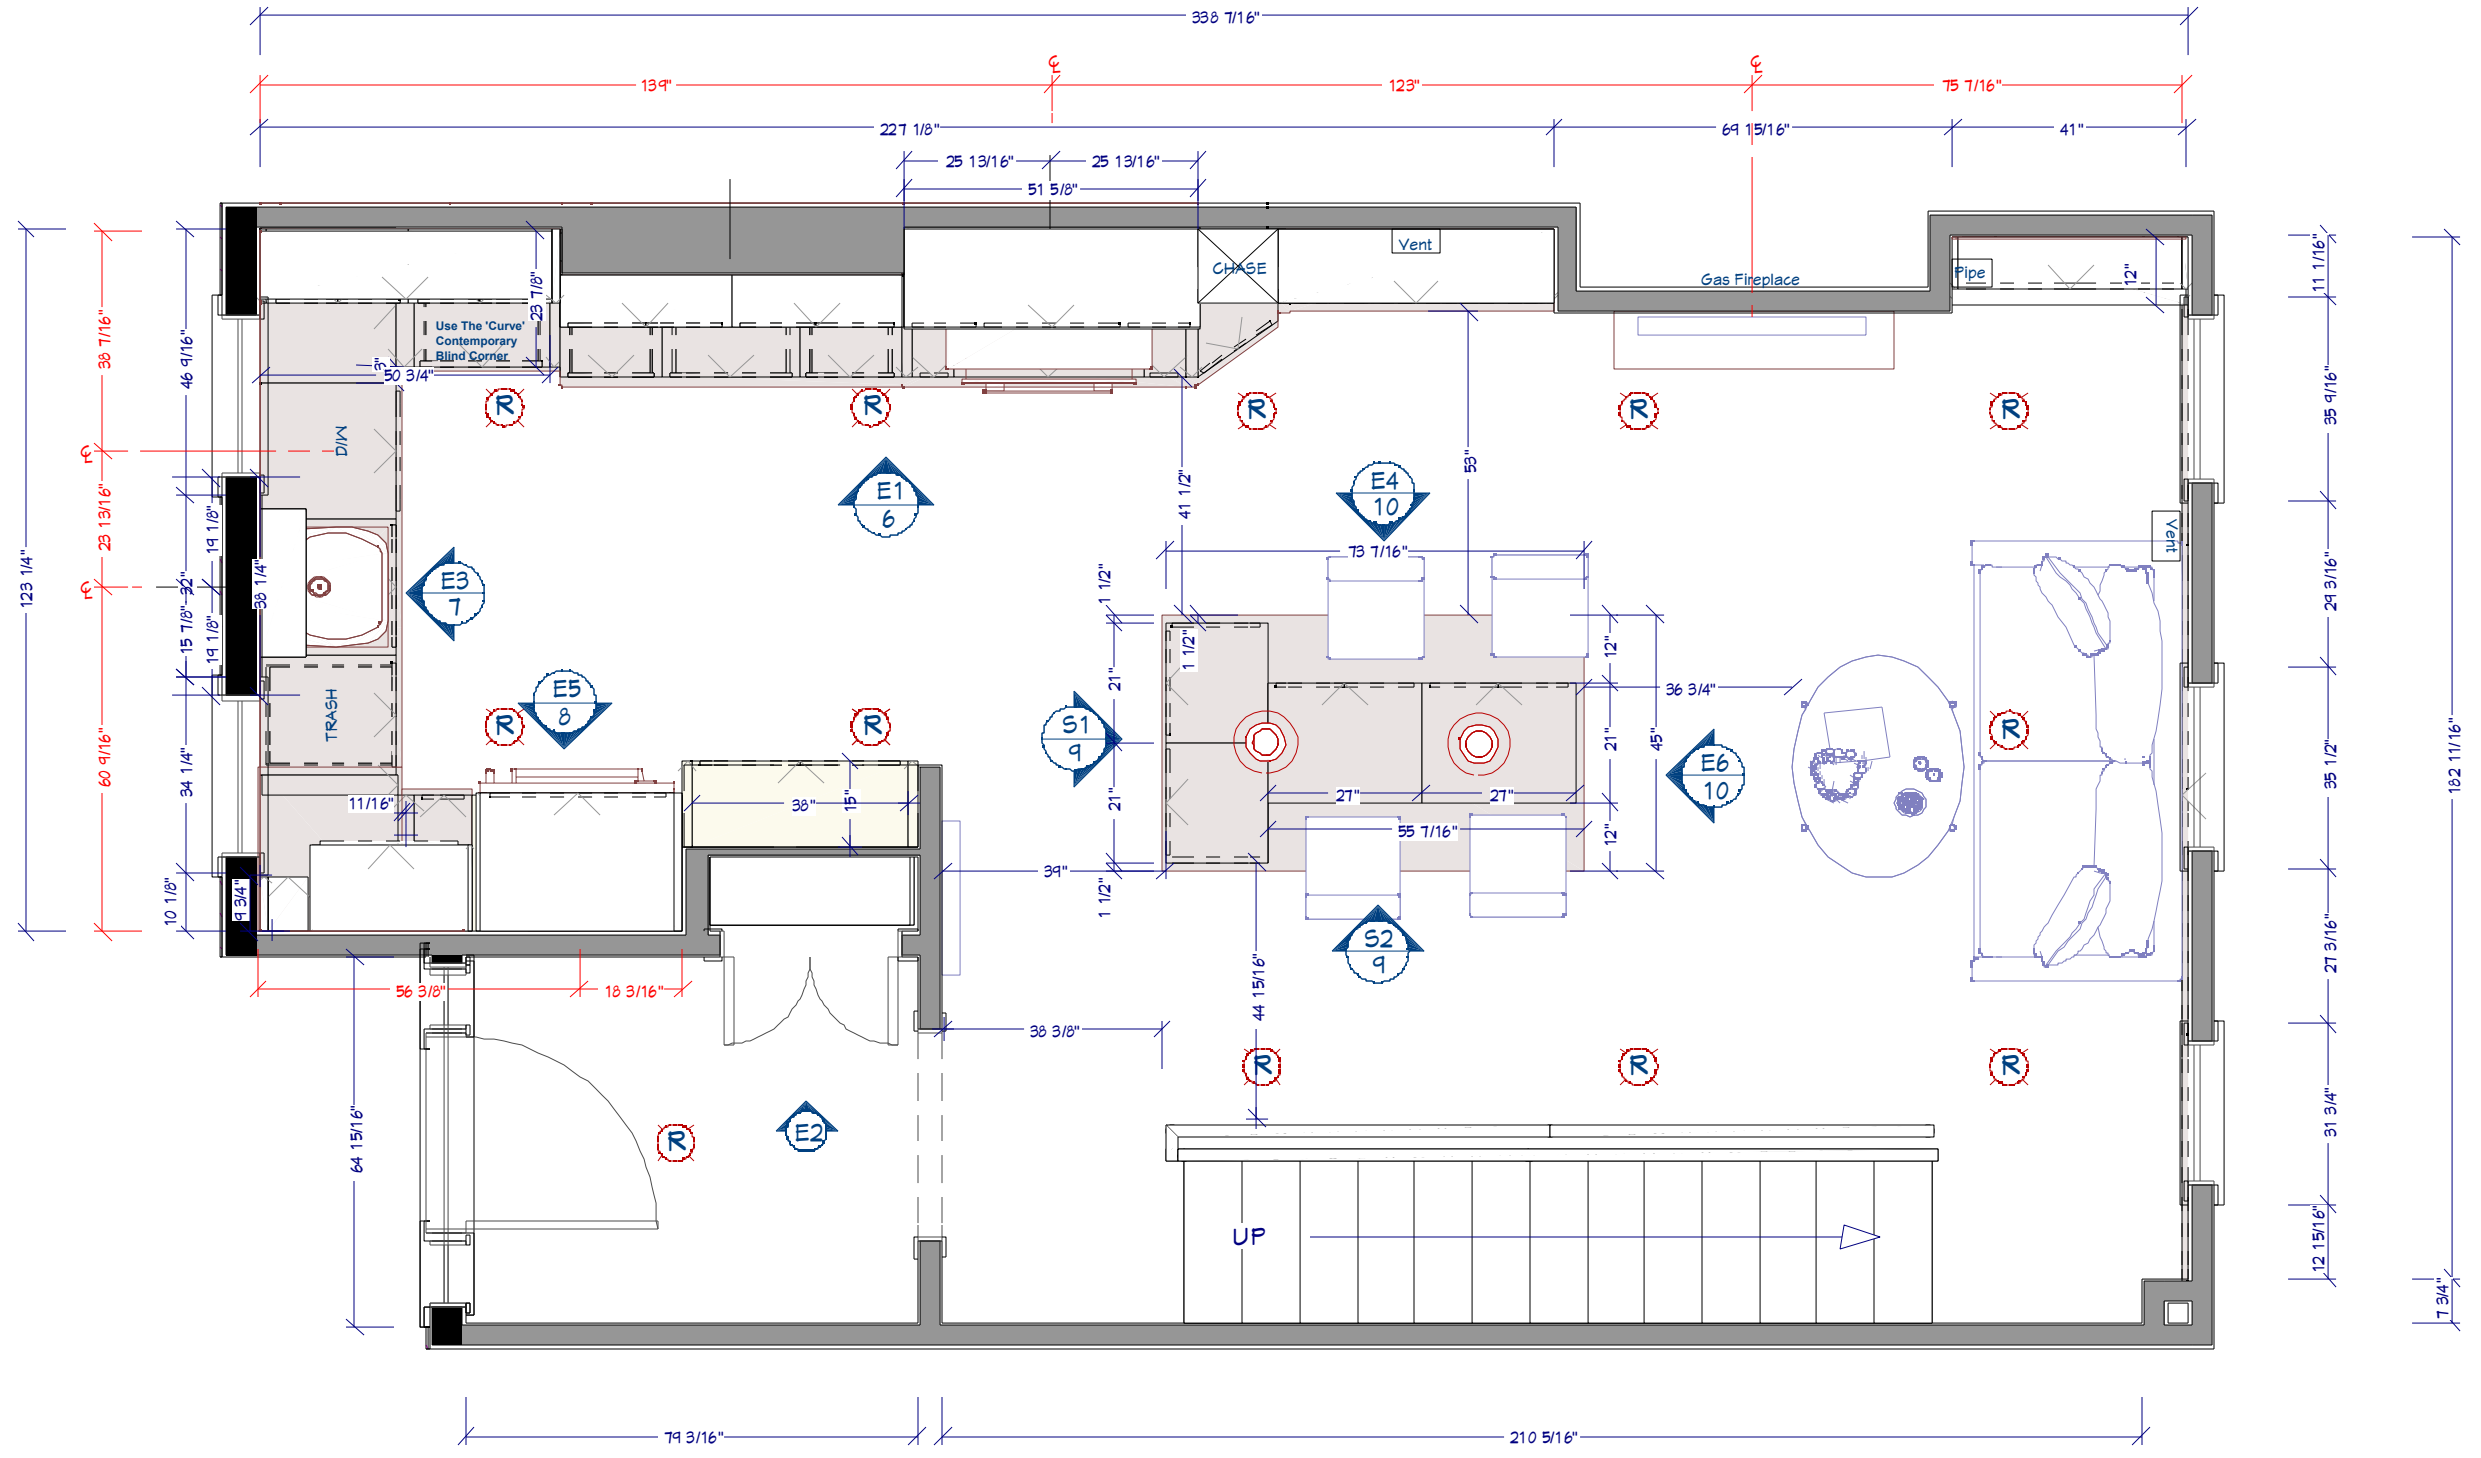 338 7/16"
139"
123"
75 7/16"
227 1/8"
69 15/16"
41"
25 13/16"
25 13/16"
51 5/8"
Vent
CHASE
Gas Fireplace
Pipe
12"
11 1/16"
23 7/8"
Use The 'Curve'
Contemporary
Blind Corner
3"
50 3/4"
38 7/16"
46 9/16"
35 9/16"
R
R
R
R
R
D/W
E1
6
E4
10
53"
41 1/2"
73 7/16"
23 13/16"
19 1/8"
123 1/4"
32"
38 1/4"
15 7/8"
19 1/8"
E3
7
Vent
29 3/16"
1 1/2"
1 1/2"
12"
21"
36 3/4"
TRASH
E5
8
R
R
S1
9
21"
45"
E6
10
R
35 1/2"
182 11/16"
60 9/16"
34 1/4"
11/16"
38"
15"
21"
27"
27"
55 7/16"
12"
39"
1 1/2"
10 1/8"
9 3/4"
S2
9
27 3/16"
44 15/16"
56 3/8"
18 3/16"
38 3/8"
R
R
R
64 15/16"
R
E2
31 3/4"
UP
12 15/16"
7 3/4"
79 3/16"
210 5/16"